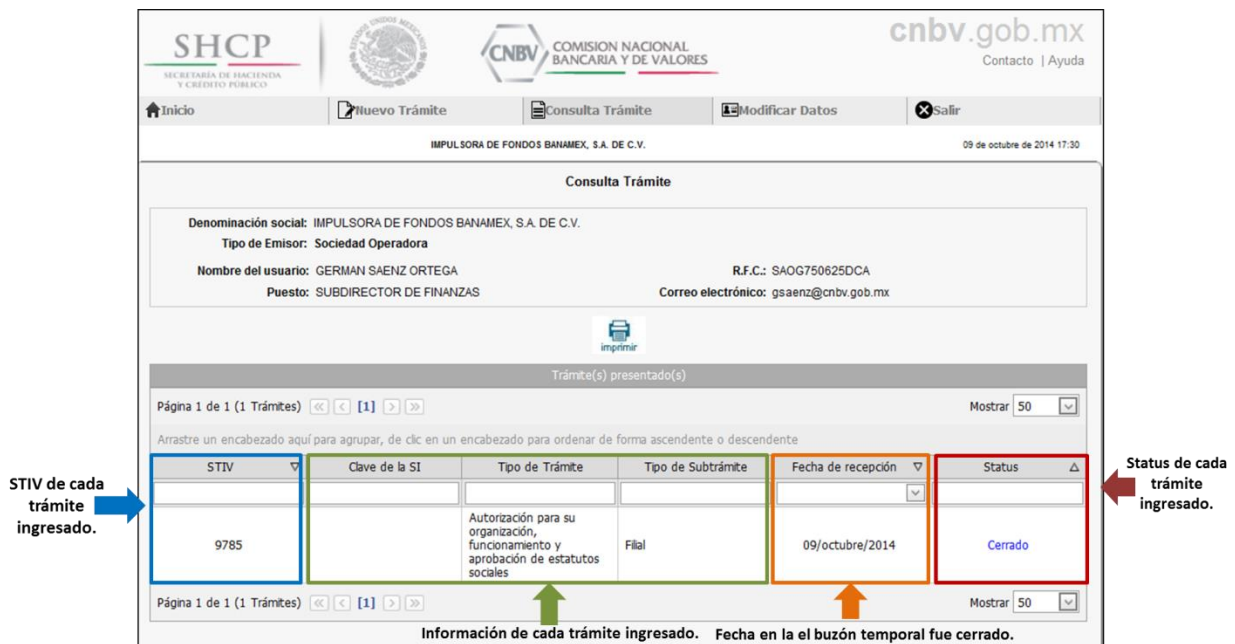 SHCP
SECRETARÍA DE HACIENDA
Y CRÉDITO PÚBLICO
ESTADOS UNIDOS MEXICANOS
CNBV
COMISION NACIONAL
BANCARIA Y DE VALORES
cnbv.gob.mx
Contacto | Ayuda
Inicio Nuevo Trámite Consulta Trámite Modificar Datos Salir
IMPULSORA DE FONDOS BANAMEX, S.A. DE C.V. 09 de octubre de 2014 17:30
Consulta Trámite
Denominación social: IMPULSORA DE FONDOS BANAMEX, S.A. DE C.V.
Tipo de Emisor: Sociedad Operadora
Nombre del usuario: GERMAN SAENZ ORTEGA R.F.C.: SAOG750625DCA
Puesto: SUBDIRECTOR DE FINANZAS Correo electrónico: gsaenz@cnbv.gob.mx
imprimir
Trámite(s) presentado(s)
Página 1 de 1 (1 Trámites) [1] Mostrar 50
Arrastre un encabezado aquí para agrupar, de clic en un encabezado para ordenar de forma ascendente o descendente
STIV Clave de la SI Tipo de Trámite Tipo de Subtrámite Fecha de recepción Status
9785 Autorización para su
organización,
funcionamiento y
aprobación de estatutos
sociales
Filial 09/octubre/2014 Cerrado
Página 1 de 1 (1 Trámites) [1] Mostrar 50
STIV de cada
trámite
ingresado.
Status de cada
trámite
ingresado.
Información de cada trámite ingresado. Fecha en la el buzón temporal fue cerrado.